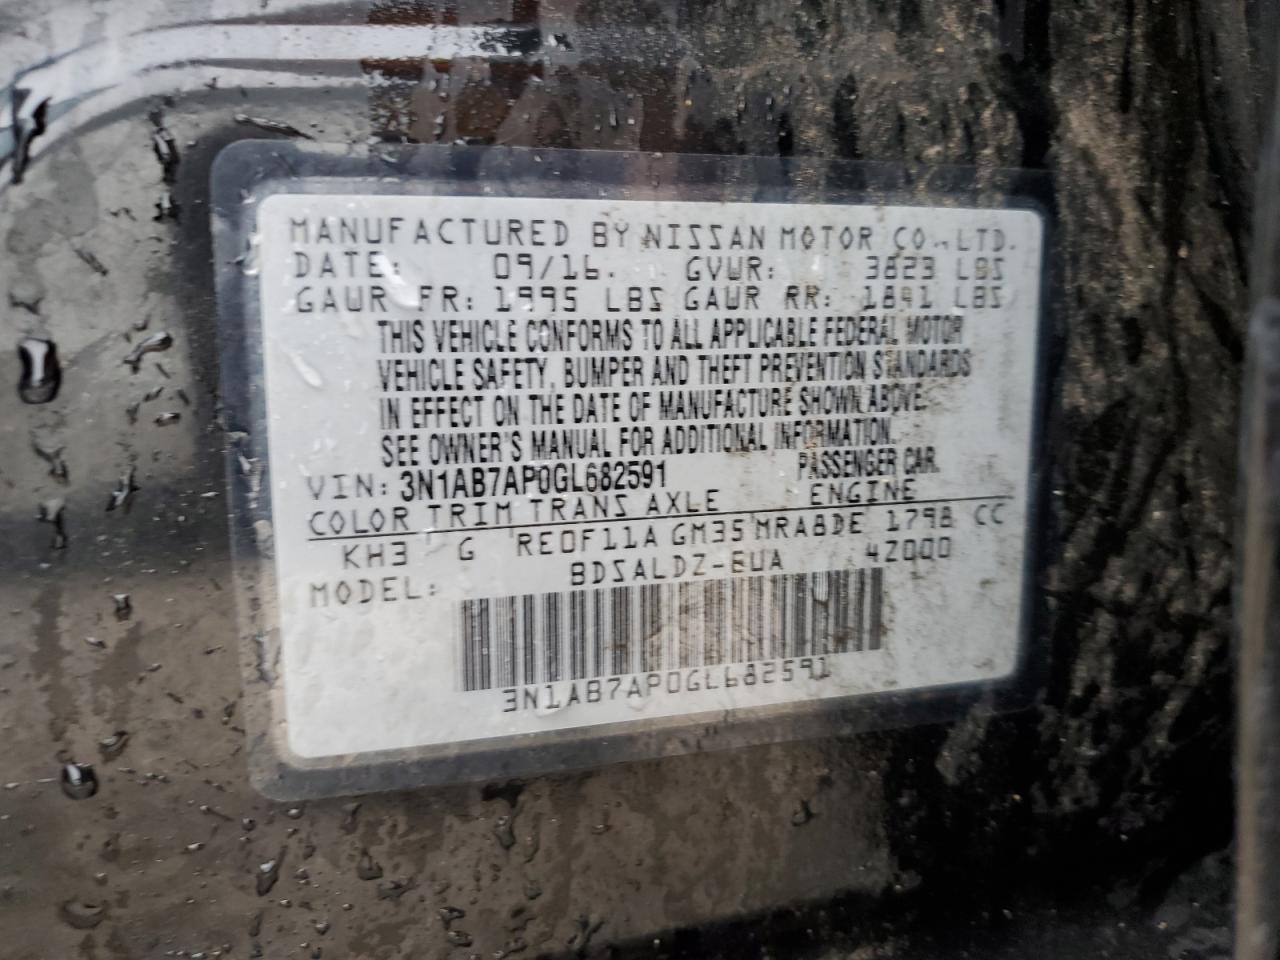 MANUFACTURED BY NISSAN MOTOR CO.,LTD.
DATE: 09/16. GVWR: 3823 LBS
GAWR FR: 1995 LBS GAWR RR: 1841 LBS
THIS VEHICLE CONFORMS TO ALL APPLICABLE FEDERAL MOTOR
VEHICLE SAFETY, BUMPER AND THEFT PREVENTION STANDARDS
IN EFFECT ON THE DATE OF MANUFACTURE SHOWN ABOVE.
SEE OWNER'S MANUAL FOR ADDITIONAL INFORMATION.
VIN: 3N1AB7AP0GL682591 PASSENGER CAR.
COLOR TRIM TRANS AXLE ENGINE
KH3 G RE0F11A GM35 MRA8DE 1798 CC
MODEL: BDSALDZ-EUA 42000
3N1AB7AP0GL682591